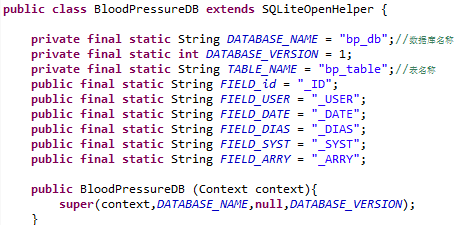 public class BloodPressureDB extends SQLiteOpenHelper {
private final static String DATABASE_NAME = "bp_db";//数据库名称
private final static int DATABASE_VERSION = 1;
private final static String TABLE_NAME = "bp_table";//表名称
public final static String FIELD_id = "_ID";
public final static String FIELD_USER = "_USER";
public final static String FIELD_DATE = "_DATE";
public final static String FIELD_DIAS = "_DIAS";
public final static String FIELD_SYST = "_SYST";
public final static String FIELD_ARRY = "_ARRY";
public BloodPressureDB (Context context){
super(context,DATABASE_NAME,null,DATABASE_VERSION);
}